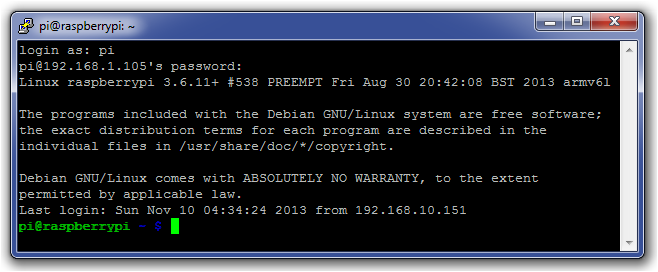 pi@raspberrypi: ~
login as: pi
pi@192.168.1.105's password:
Linux raspberrypi 3.6.11+ #538 PREEMPT Fri Aug 30 20:42:08 BST 2013 armv6l
The programs included with the Debian GNU/Linux system are free software;
the exact distribution terms for each program are described in the
individual files in /usr/share/doc/*/copyright.
Debian GNU/Linux comes with ABSOLUTELY NO WARRANTY, to the extent
permitted by applicable law.
Last login: Sun Nov 10 04:34:24 2013 from 192.168.10.151
pi@raspberrypi ~ $